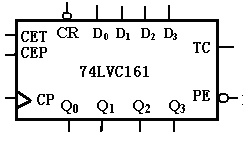 CET CR D0 D1 D2 D3
CEP TC
74LVC161
CP PE
Q0 Q1 Q2 Q3